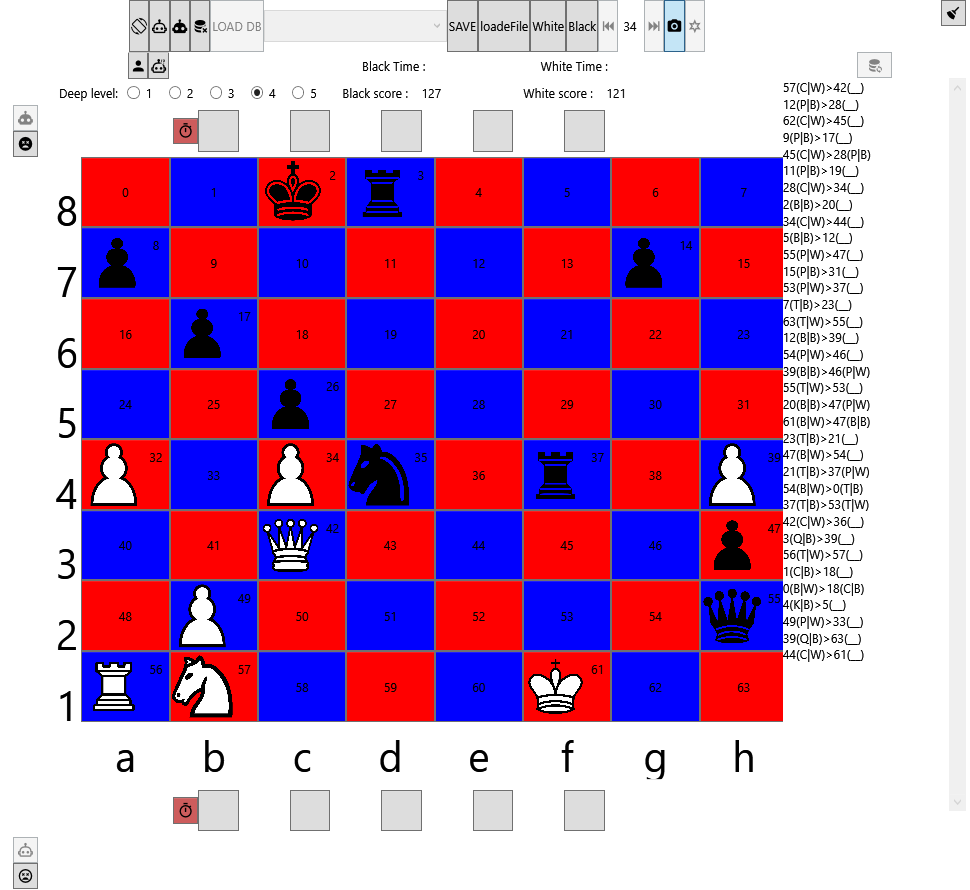 LOAD DB SAVE loadeFile White Black 34
Black Time : White Time :
Deep level: 1 2 3 4 5 Black score : 127 White score : 121
8 0 1 2 3 4 5 6 7
7 8 9 10 11 12 13 14 15
6 16 17 18 19 20 21 22 23
5 24 25 26 27 28 29 30 31
4 32 33 34 35 36 37 38 39
3 40 41 42 43 44 45 46 47
2 48 49 50 51 52 53 54 55
1 56 57 58 59 60 61 62 63
a b c d e f g h
57(C|W)>42(__)
12(P|B)>28(__)
62(C|W)>45(__)
9(P|B)>17(__)
45(C|W)>28(P|B)
11(P|B)>19(__)
28(C|W)>34(__)
2(B|B)>20(__)
34(C|W)>44(__)
5(B|B)>12(__)
55(P|W)>47(__)
15(P|B)>31(__)
53(P|W)>37(__)
7(T|B)>23(__)
63(T|W)>55(__)
12(B|B)>39(__)
54(P|W)>46(__)
39(B|B)>46(P|W)
55(T|W)>53(__)
20(B|B)>47(P|W)
61(B|W)>47(B|B)
23(T|B)>21(__)
47(B|W)>54(__)
21(T|B)>37(P|W)
54(B|W)>0(T|B)
37(T|B)>53(T|W)
42(C|W)>36(__)
3(Q|B)>39(__)
56(T|W)>57(__)
1(C|B)>18(__)
0(B|W)>18(C|B)
4(K|B)>5(__)
49(P|W)>33(__)
39(Q|B)>63(__)
44(C|W)>61(__)